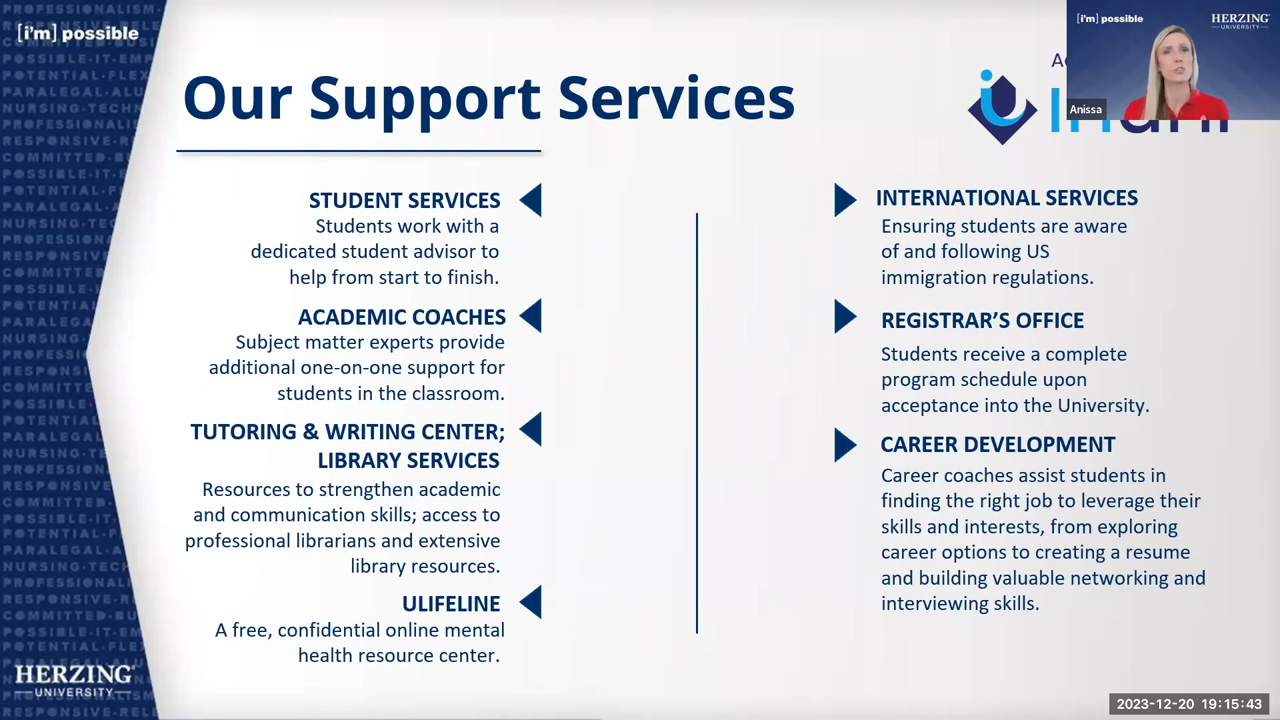 [i'm] possible
Our Support Services
STUDENT SERVICES
Students work with a
dedicated student advisor to
help from start to finish.
ACADEMIC COACHES
Subject matter experts provide
additional one-on-one support for
students in the classroom.
TUTORING & WRITING CENTER;
LIBRARY SERVICES
Resources to strengthen academic
and communication skills; access to
professional librarians and extensive
library resources.
ULIFELINE
A free, confidential online mental
health resource center.
INTERNATIONAL SERVICES
Ensuring students are aware
of and following US
immigration regulations.
REGISTRAR’S OFFICE
Students receive a complete
program schedule upon
acceptance into the University.
CAREER DEVELOPMENT
Career coaches assist students in
finding the right job to leverage their
skills and interests, from exploring
career options to creating a resume
and building valuable networking and
interviewing skills.
[i'm] possible
HERZING
UNIVERSITY
Anissa
HERZING
UNIVERSITY
2023-12-20 19:15:43